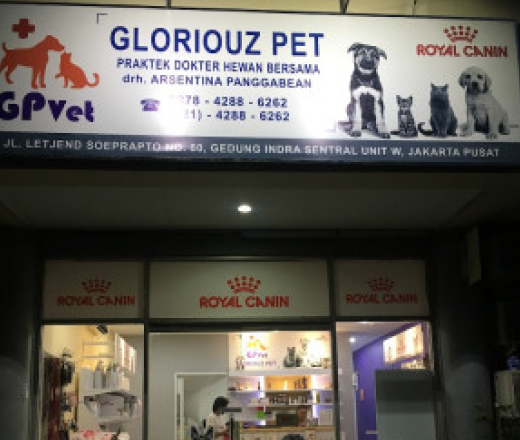 GLORIOUZ PET
PRAKTEK DOKTER HEWAN BERSAMA
drh. ARSENTINA PANGGABEAN
- 4288 - 6262
- 4288 - 6262
GPVet
ROYAL CANIN
JL. LETJEND SOEPRAPTO NO. 60, GEDUNG INDRA SENTRAL UNIT W, JAKARTA PUSAT
ROYAL CANIN
ROYAL CANIN
ROYAL CANIN
GPVet